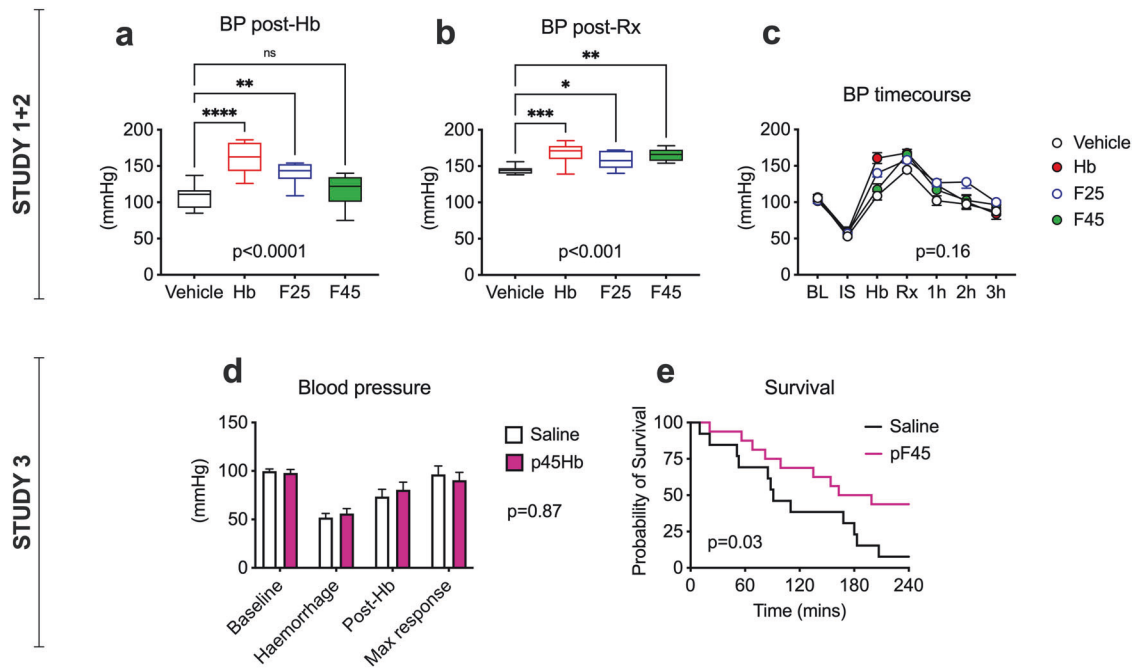 STUDY 1+2
a
BP post-Hb
ns
**
****
200
150
100
50
0
(mmHg)
p<0.0001
Vehicle Hb F25 F45
b
BP post-Rx
**
*
***
200
150
100
50
0
(mmHg)
p<0.001
Vehicle Hb F25 F45
c
BP timecourse
200
150
100
50
0
(mmHg)
p=0.16
BL IS Hb Rx 1h 2h 3h
Vehicle
Hb
F25
F45
STUDY 3
d
Blood pressure
150
100
50
0
(mmHg)
Saline
p45Hb
p=0.87
Baseline
Haemorrhage
Post-Hb
Max response
e
Survival
100
75
50
25
0
Probability of Survival
Saline
pF45
p=0.03
0 60 120 180 240
Time (mins)